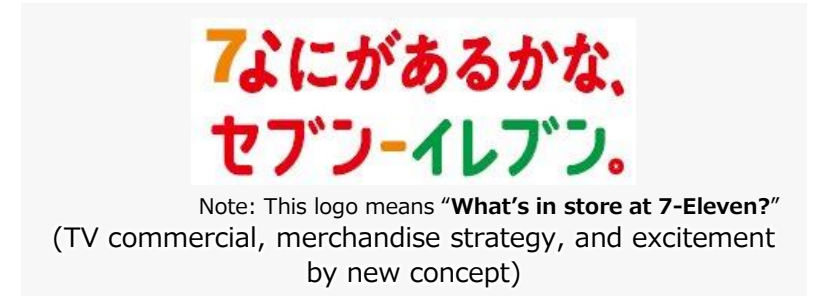 7なにがあるかな、
セブン-イレブン。
Note: This logo means “What’s in store at 7-Eleven?”
(TV commercial, merchandise strategy, and excitement
by new concept)